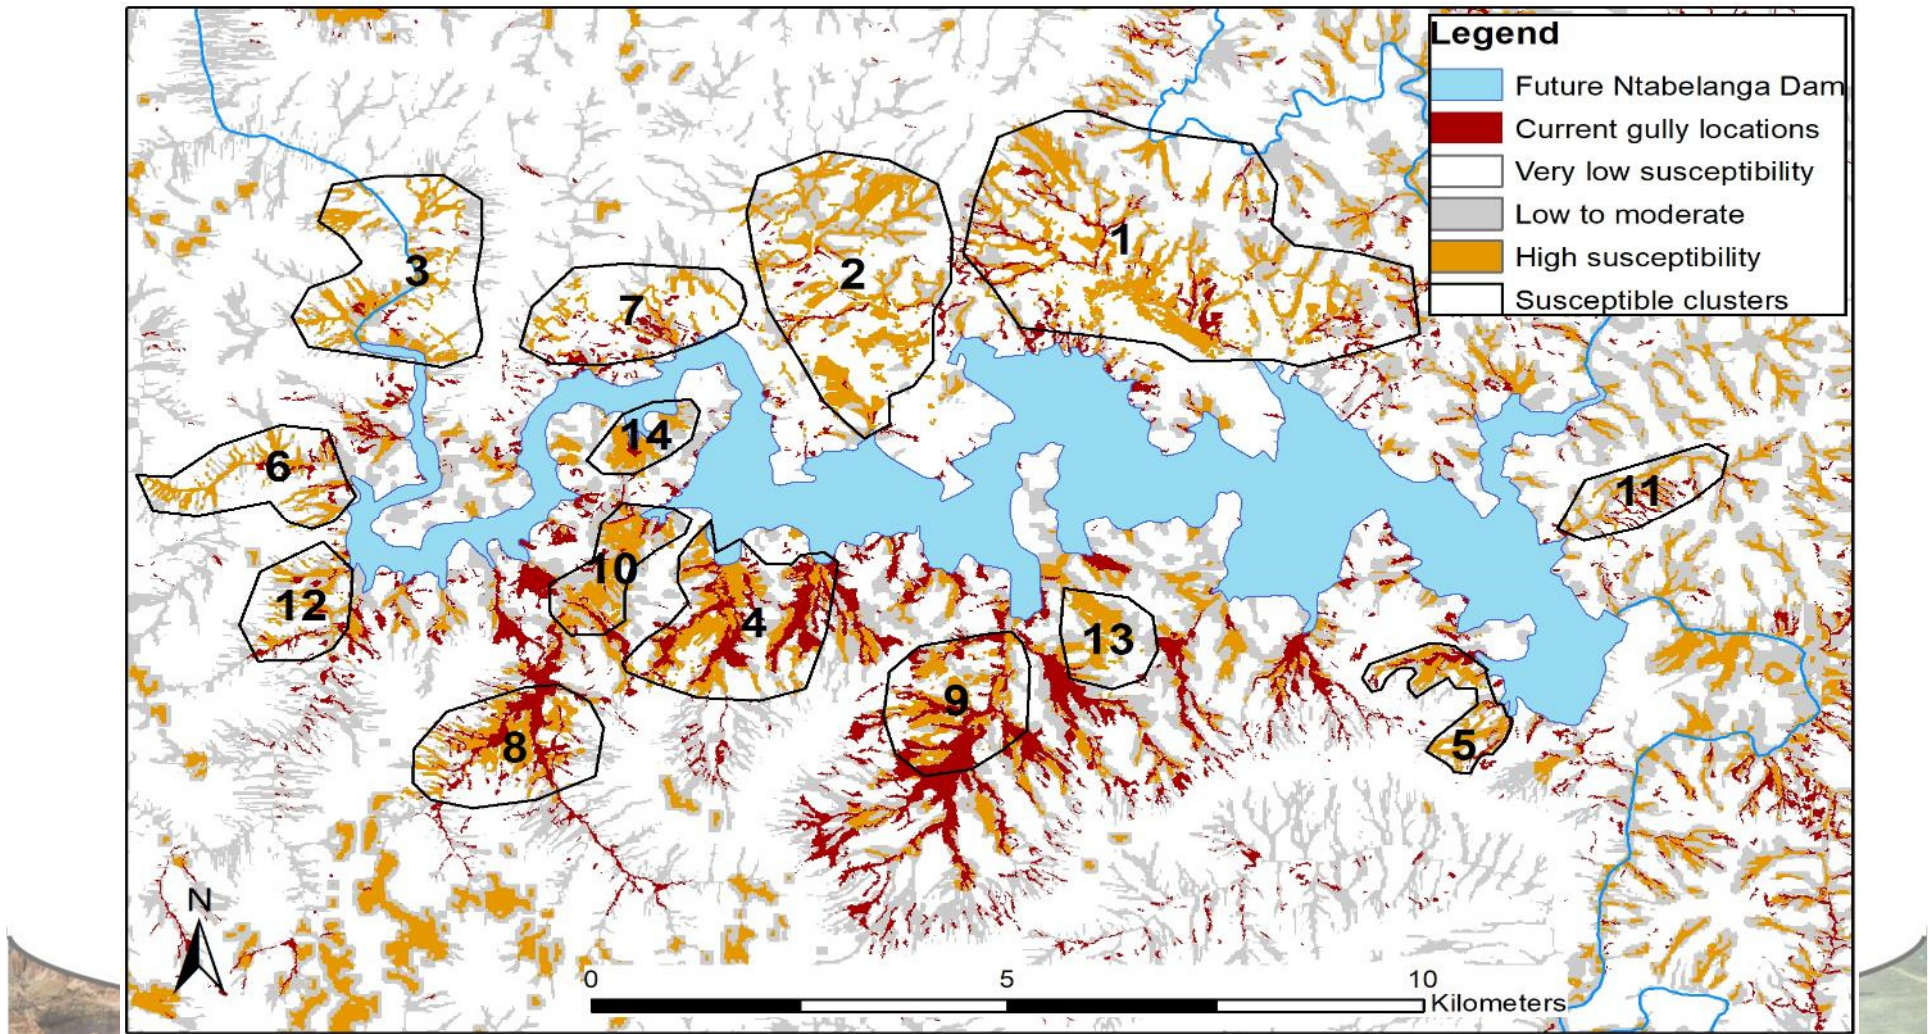 Legend
Future Ntabelanga Dam
Current gully locations
Very low susceptibility
Low to moderate
High susceptibility
Susceptible clusters
1
2
3
7
14
6
11
10
12
4
13
9
5
8
N
0 5 10
Kilometers